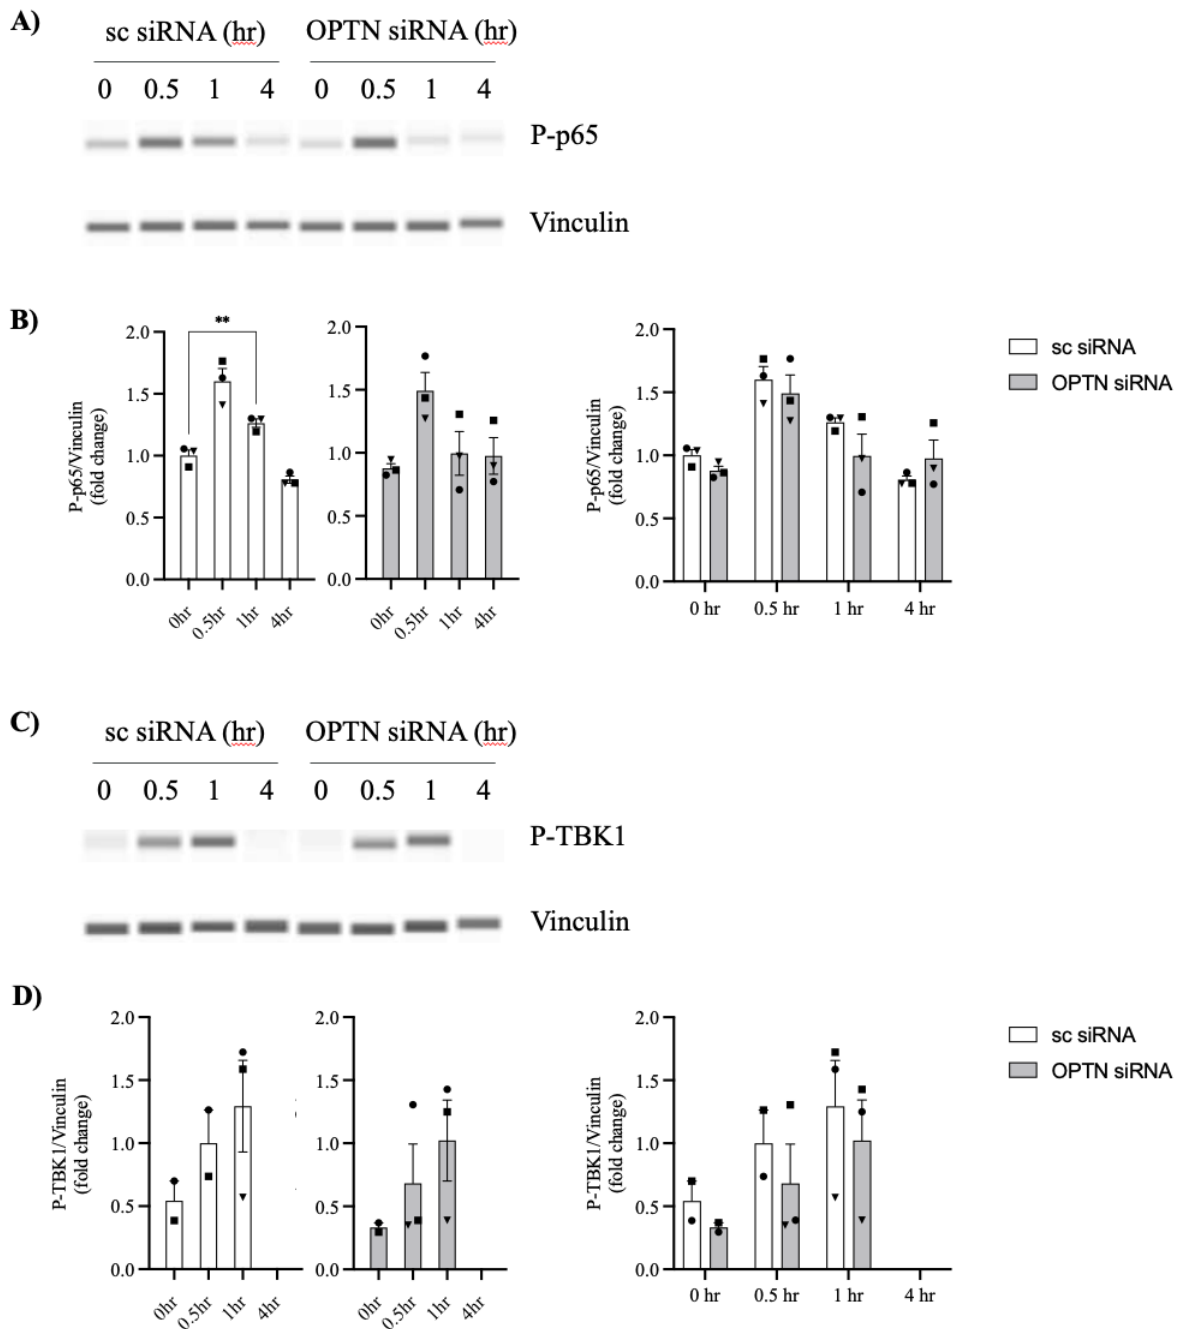 A)
sc siRNA (hr) OPTN siRNA (hr)
0 0.5 1 4 0 0.5 1 4
P-p65
Vinculin
B)
P-p65/Vinculin
(fold change)
2.0
1.5
1.0
0.5
0.0
**
0hr 0.5hr 1hr 4hr
2.0
1.5
1.0
0.5
0.0
0hr 0.5hr 1hr 4hr
P-p65/Vinculin
(fold change)
2.0
1.5
1.0
0.5
0.0
0 hr 0.5 hr 1 hr 4 hr
sc siRNA
OPTN siRNA
C)
sc siRNA (hr) OPTN siRNA (hr)
0 0.5 1 4 0 0.5 1 4
P-TBK1
Vinculin
D)
P-TBK1/Vinculin
(fold change)
2.0
1.5
1.0
0.5
0.0
0hr 0.5hr 1hr 4hr
2.0
1.5
1.0
0.5
0.0
0hr 0.5hr 1hr 4hr
P-TBK1/Vinculin
(fold change)
2.0
1.5
1.0
0.5
0.0
0 hr 0.5 hr 1 hr 4 hr
sc siRNA
OPTN siRNA